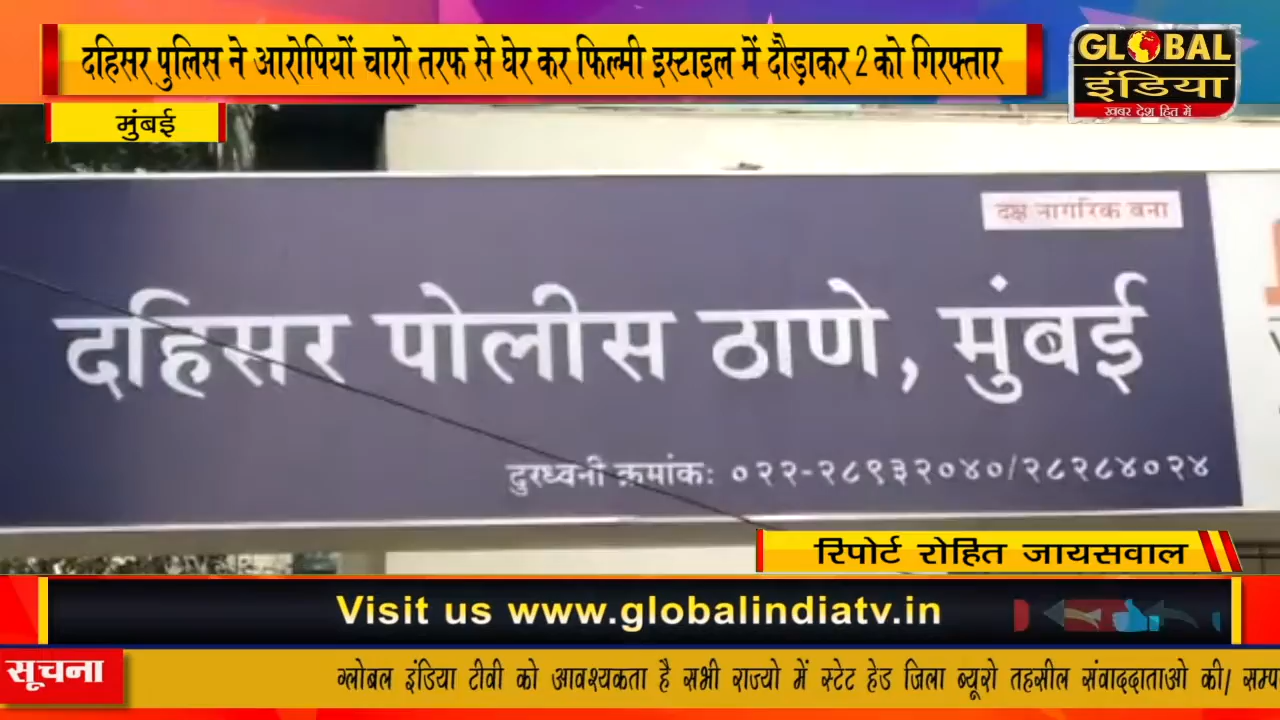 दहिसर पुलिस ने आरोपियों चारो तरफ से घेर कर फिल्मी इस्टाइल में दौड़ाकर 2 को गिरफ्तार
GLOBAL
इंडिया
खबर देश हित में
मुंबई
दक्ष नागरिक बना
दहिसर पोलीस ठाणे, मुंबई
दुरध्वनी क्रमांकः ०२२-२८९३२०४०/२८२८४०२४
रिपोर्ट रोहित जायसवाल
Visit us www.globalindiatv.in
सूचना
ग्लोबल इंडिया टीवी को आवश्यकता है सभी राज्यो में स्टेट हेड जिला ब्यूरो तहसील संवाददाताओ की/ सम्प